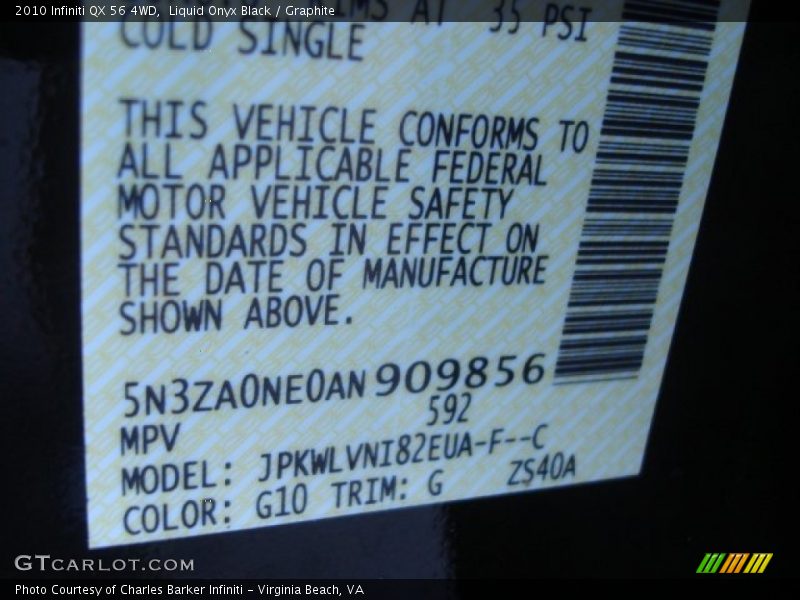 2010 Infiniti QX 56 4WD, Liquid Onyx Black / Graphite
AT 35 PSI
COLD SINGLE
THIS VEHICLE CONFORMS TO
ALL APPLICABLE FEDERAL
MOTOR VEHICLE SAFETY
STANDARDS IN EFFECT ON
THE DATE OF MANUFACTURE
SHOWN ABOVE.
5N3ZA0NE0AN909856
592
MPV
MODEL: JPKWLVNI82EUA-F--C
COLOR: G10 TRIM: G ZS40A
GTCARLOT.COM
Photo Courtesy of Charles Barker Infiniti - Virginia Beach, VA